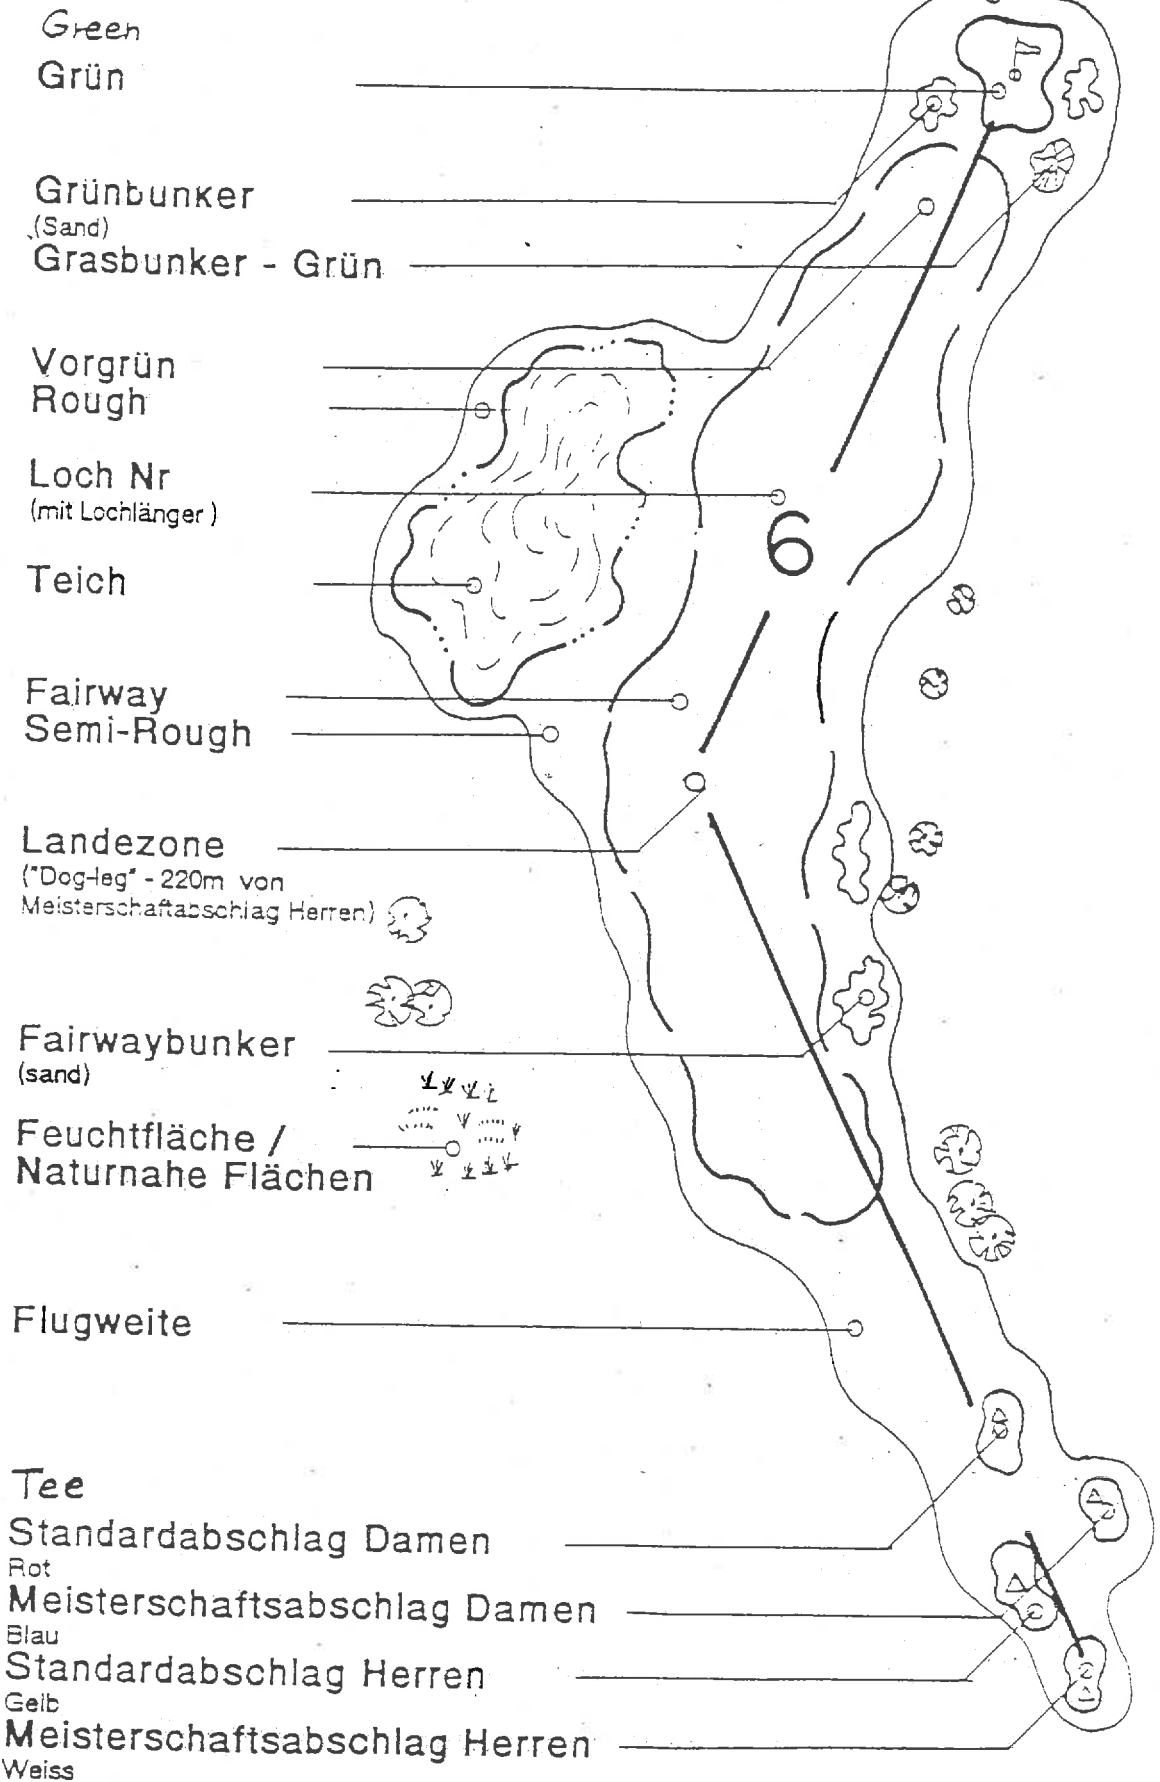 Green
Grün
Grünbunker
(Sand)
Grasbunker - Grün
Vorgrün
Rough
Loch Nr
(mit Lochlänger)
6
Teich
Fairway
Semi-Rough
Landezone
("Dog-leg" - 220m von
Meisterschaftabschlag Herren)
Fairwaybunker
(sand)
Feuchtfläche /
Naturnahe Flächen
Flugweite
Tee
Standardabschlag Damen
Rot
Meisterschaftsabschlag Damen
Blau
Standardabschlag Herren
Gelb
Meisterschaftsabschlag Herren
Weiss